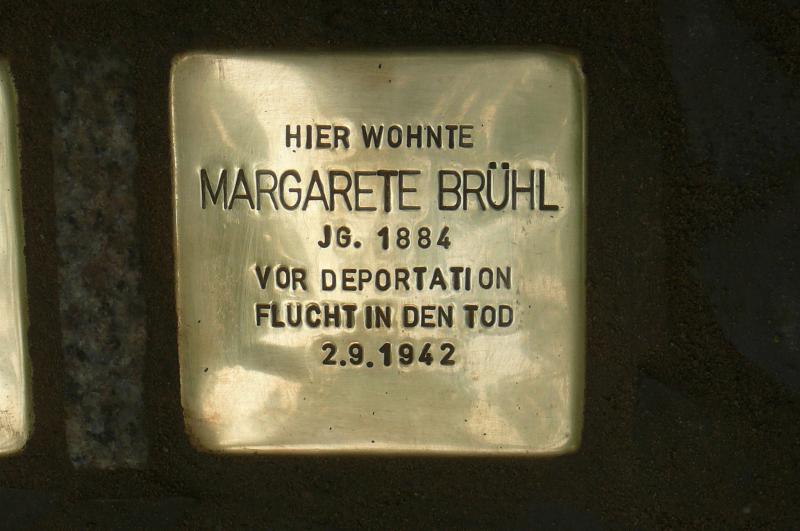 HIER WOHNTE
MARGARETE BRÜHL
JG. 1884
VOR DEPORTATION
FLUCHT IN DEN TOD
2.9.1942